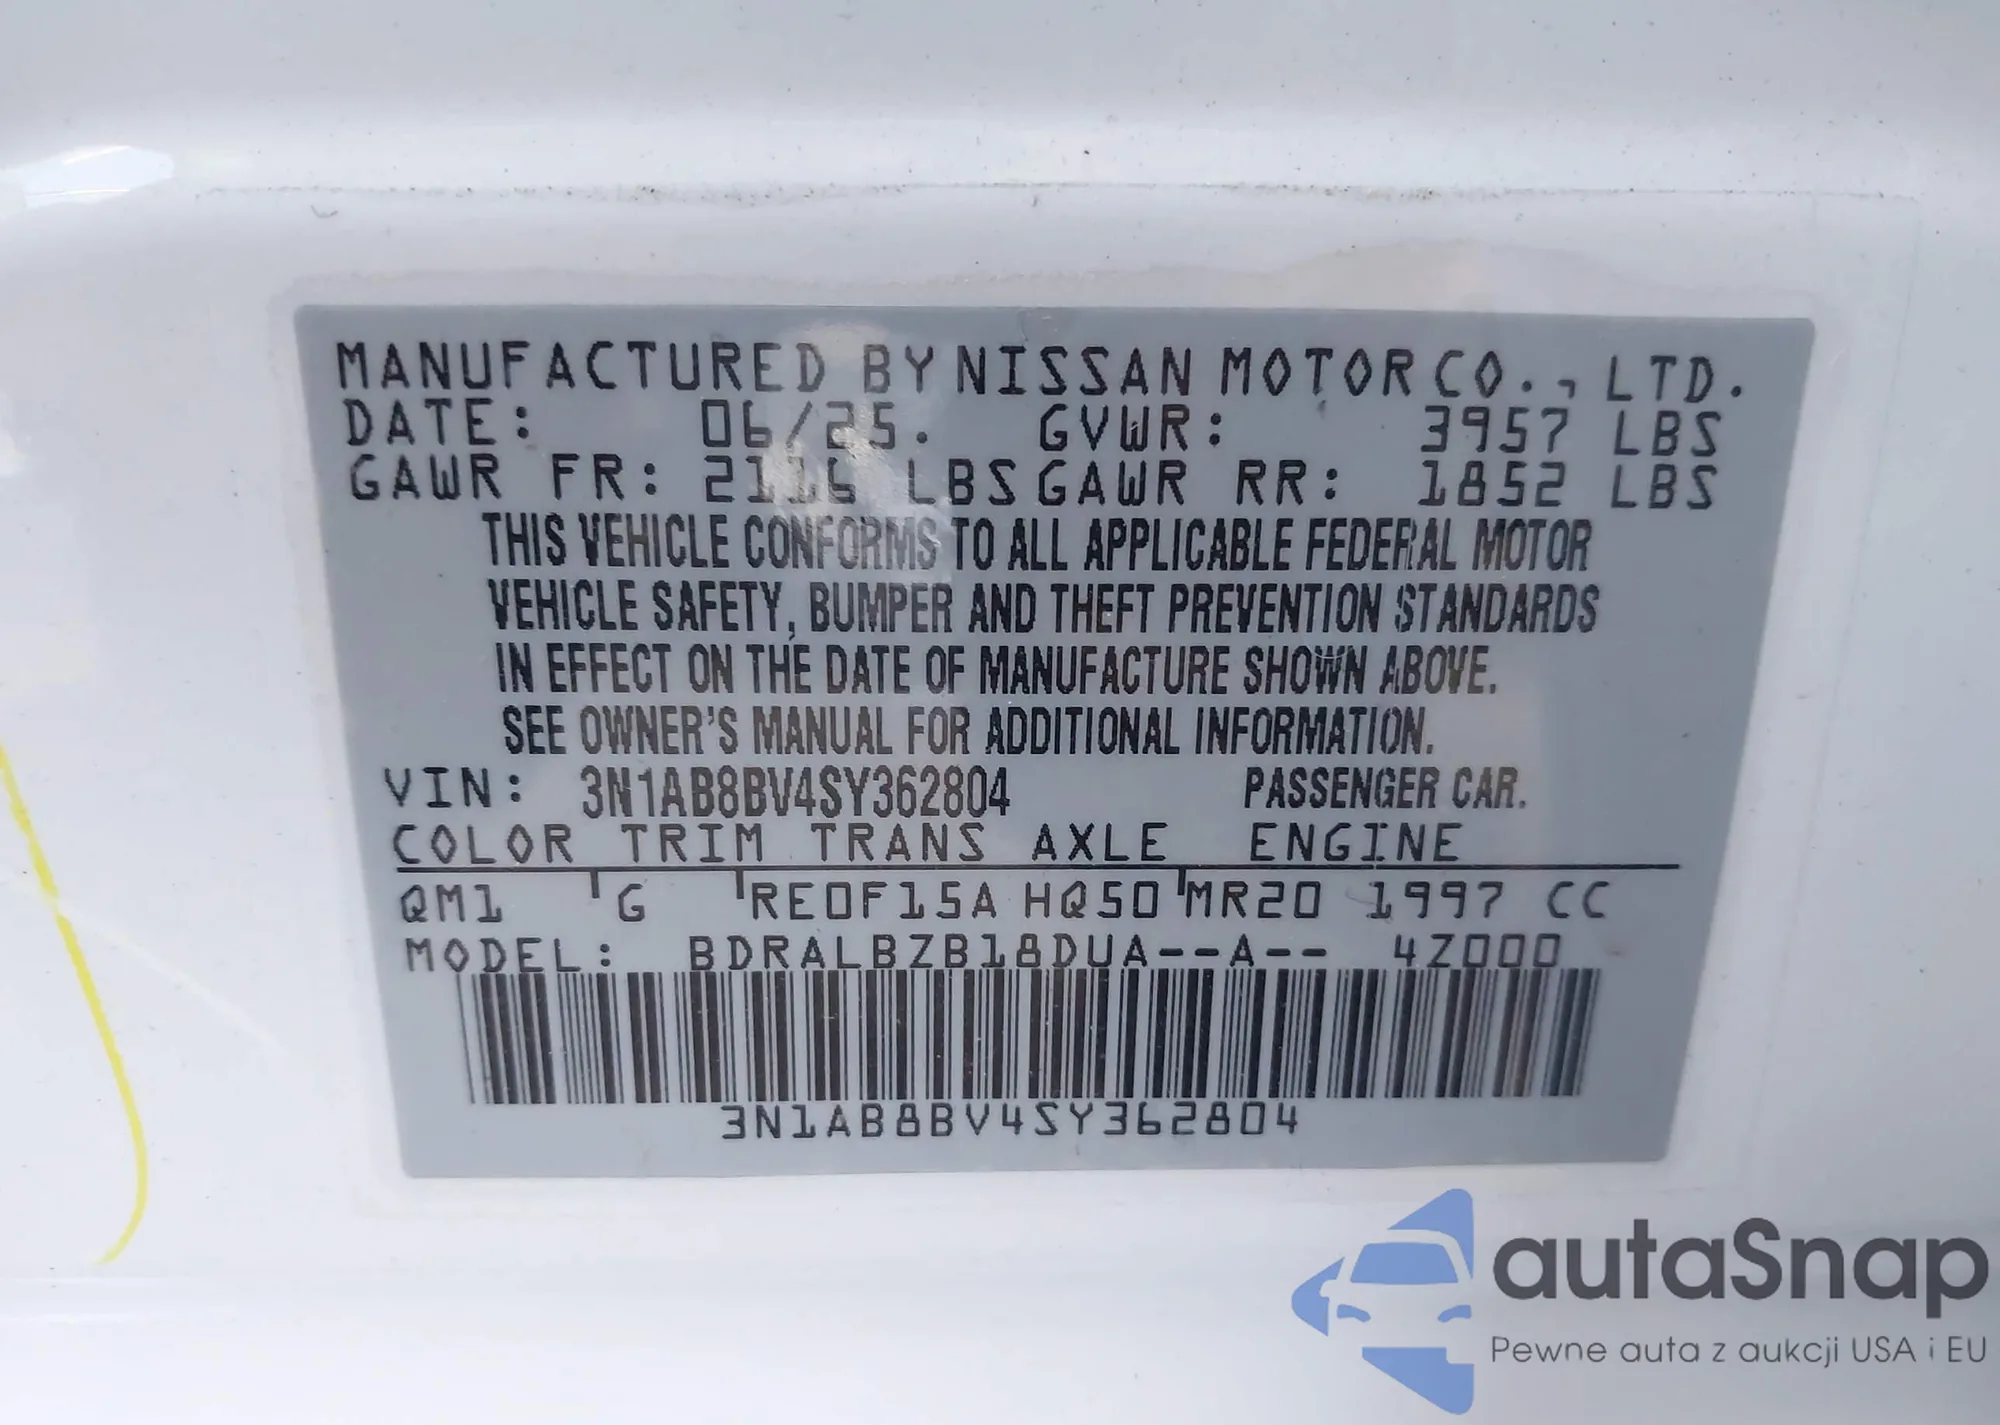 MANUFACTURED BY NISSAN MOTOR CO., LTD.
DATE: 06/25. GVWR: 3957 LBS
GAWR FR: 2116 LBS GAWR RR: 1852 LBS
THIS VEHICLE CONFORMS TO ALL APPLICABLE FEDERAL MOTOR
VEHICLE SAFETY, BUMPER AND THEFT PREVENTION STANDARDS
IN EFFECT ON THE DATE OF MANUFACTURE SHOWN ABOVE.
SEE OWNER'S MANUAL FOR ADDITIONAL INFORMATION.
VIN: 3N1AB8BV4SY362804 PASSENGER CAR.
COLOR TRIM TRANS AXLE ENGINE
QM1 G RE0F15A HQ50 MR20 1997 CC
MODEL: BDRALBZB18DUA--A-- 4Z000
3N1AB8BV4SY362804
autaSnap
Pewne auta z aukcji USA i EU